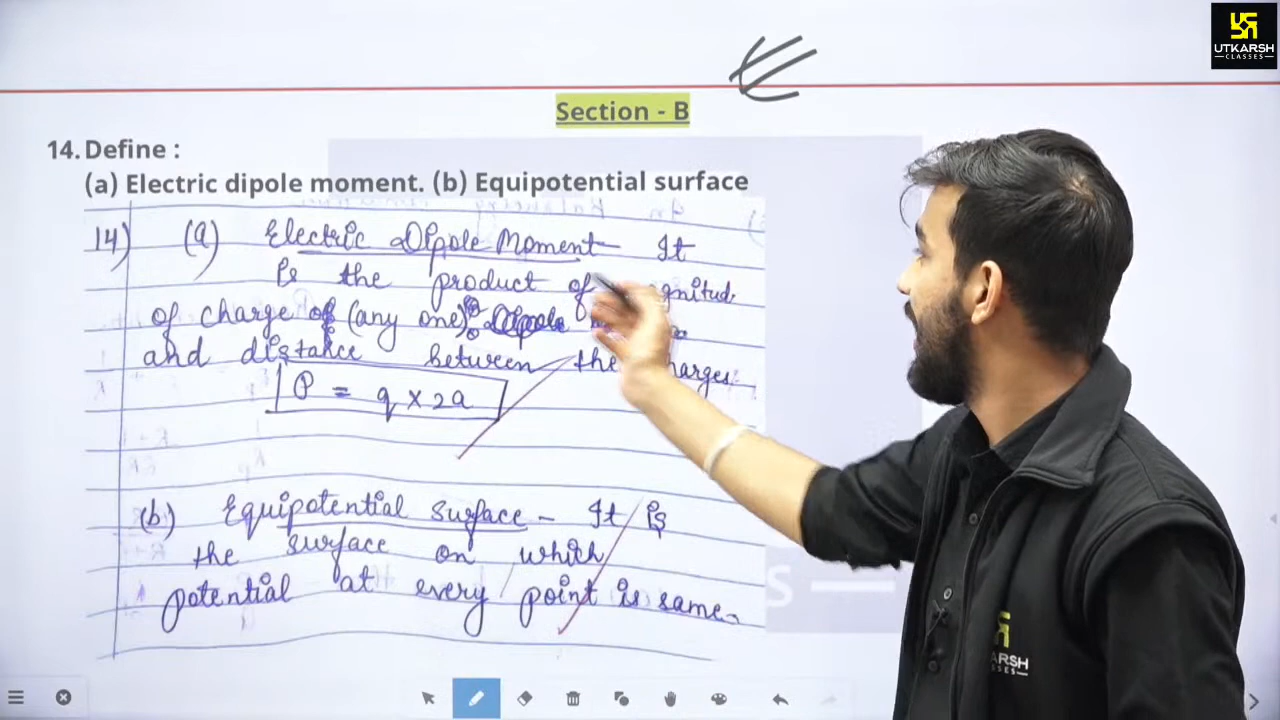 UTKARSH
CLASSES
Section - B
14. Define :
(a) Electric dipole moment. (b) Equipotential surface
14) (a) Electric Dipole Moment - It
is the product of
of charge of (any one)
and distance between the charges.
P = q × 2a
(b) Equipotential Surface - It is
the surface on which
potential at every point is same.
ARSH